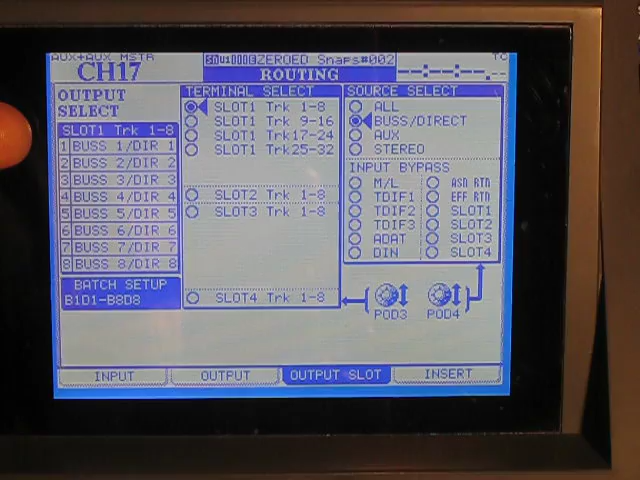 AUX+AUX MSTR
ZEROED Snaps#002
TC
CH17
ROUTING
--:--:--.--
OUTPUT
SELECT
SLOT1 Trk 1-8
1 BUSS 1/DIR 1
2 BUSS 2/DIR 2
3 BUSS 3/DIR 3
4 BUSS 4/DIR 4
5 BUSS 5/DIR 5
6 BUSS 6/DIR 6
7 BUSS 7/DIR 7
8 BUSS 8/DIR 8
BATCH SETUP
B1D1-B8D8
TERMINAL SELECT
SLOT1 Trk 1-8
SLOT1 Trk 9-16
SLOT1 Trk17-24
SLOT1 Trk25-32
SLOT2 Trk 1-8
SLOT3 Trk 1-8
SLOT4 Trk 1-8
SOURCE SELECT
ALL
BUSS/DIRECT
AUX
STEREO
INPUT BYPASS
M/L
TDIF1
TDIF2
TDIF3
ADAT
DIN
ASN RTN
EFF RTN
SLOT1
SLOT2
SLOT3
SLOT4
POD3
POD4
INPUT
OUTPUT
OUTPUT SLOT
INSERT